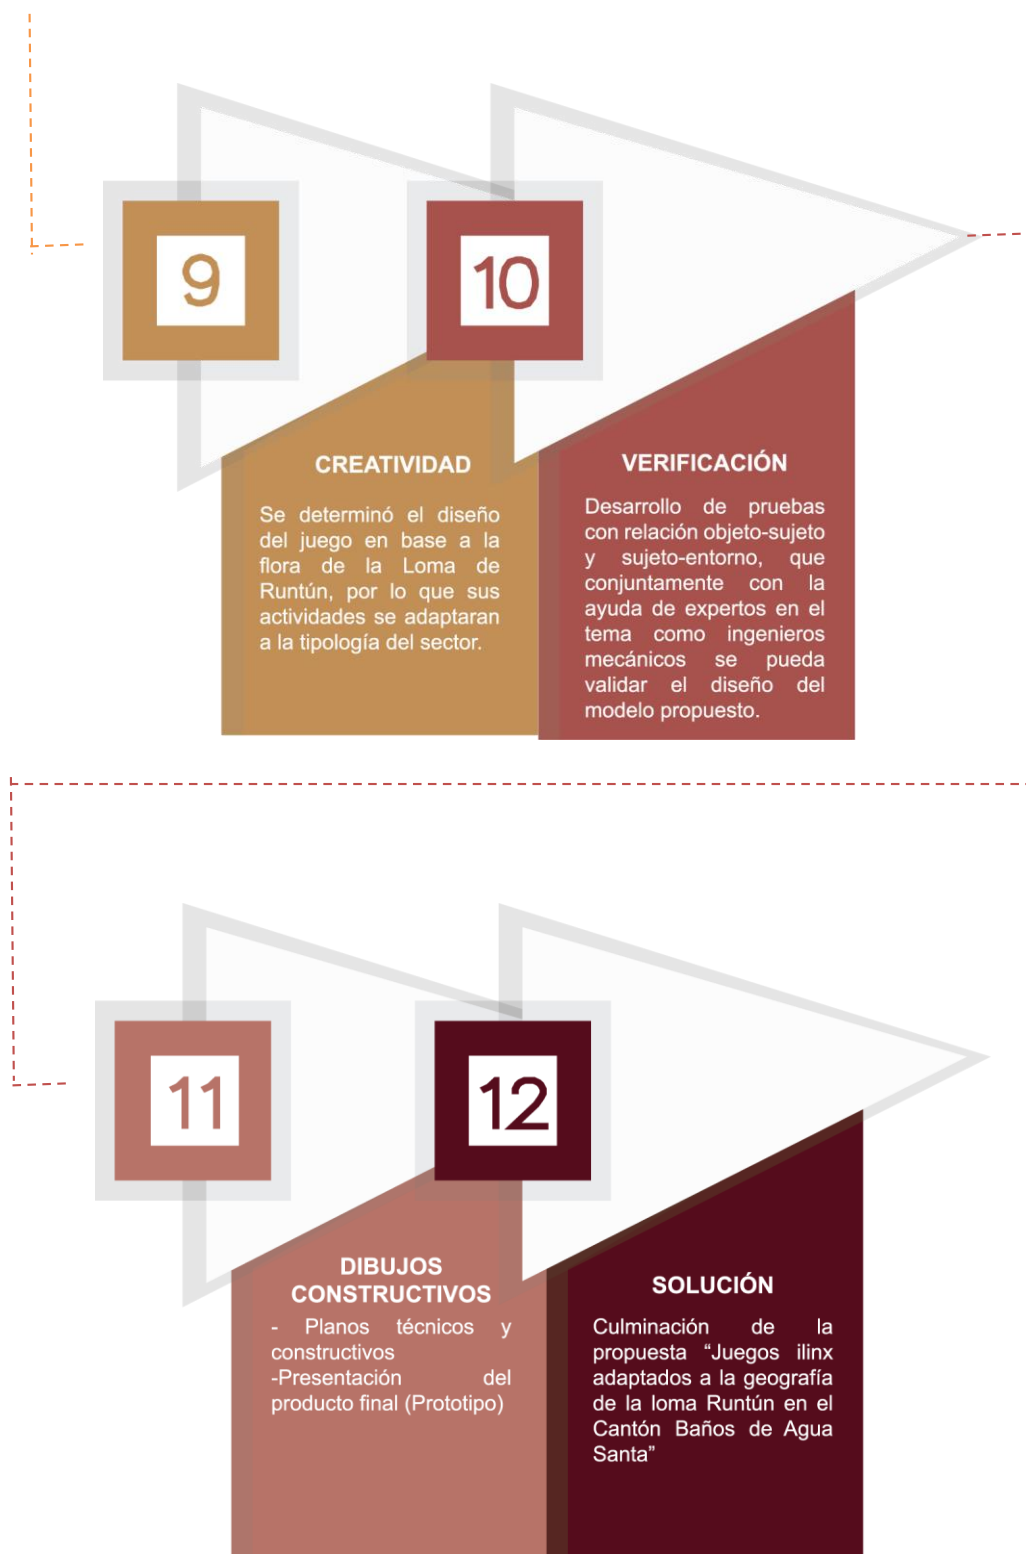 9
CREATIVIDAD
Se determinó el diseño
del juego en base a la
flora de la Loma de
Runtún, por lo que sus
actividades se adaptaran
a la tipología del sector.
10
VERIFICACIÓN
Desarrollo de pruebas
con relación objeto-sujeto
y sujeto-entorno, que
conjuntamente con la
ayuda de expertos en el
tema como ingenieros
mecánicos se pueda
validar el diseño del
modelo propuesto.
11
DIBUJOS
CONSTRUCTIVOS
- Planos técnicos y
constructivos
-Presentación del
producto final (Prototipo)
12
SOLUCIÓN
Culminación de la
propuesta “Juegos ilinx
adaptados a la geografía
de la loma Runtún en el
Cantón Baños de Agua
Santa”